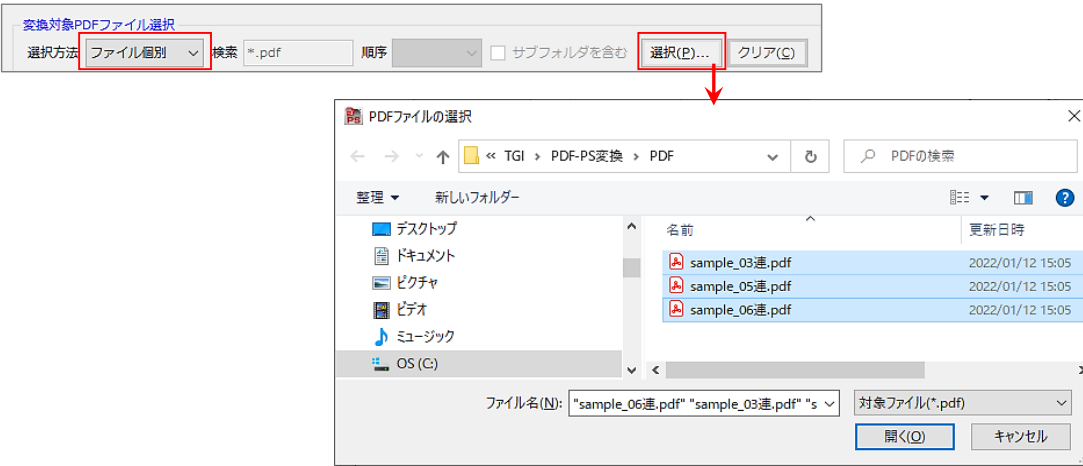 変換対象PDFファイル選択
選択方法 ファイル個別 検索 *.pdf 順序 サブフォルダを含む 選択(P)... クリア(C)
PDFファイルの選択
« TGI › PDF-PS変換 › PDF PDFの検索
整理 新しいフォルダー
デスクトップ
ドキュメント
ピクチャ
ビデオ
ミュージック
OS (C:)
名前 更新日時
sample_03連.pdf 2022/01/12 15:05
sample_05連.pdf 2022/01/12 15:05
sample_06連.pdf 2022/01/12 15:05
ファイル名(N): "sample_06連.pdf" "sample_03連.pdf" "s 対象ファイル(*.pdf)
開く(O) キャンセル